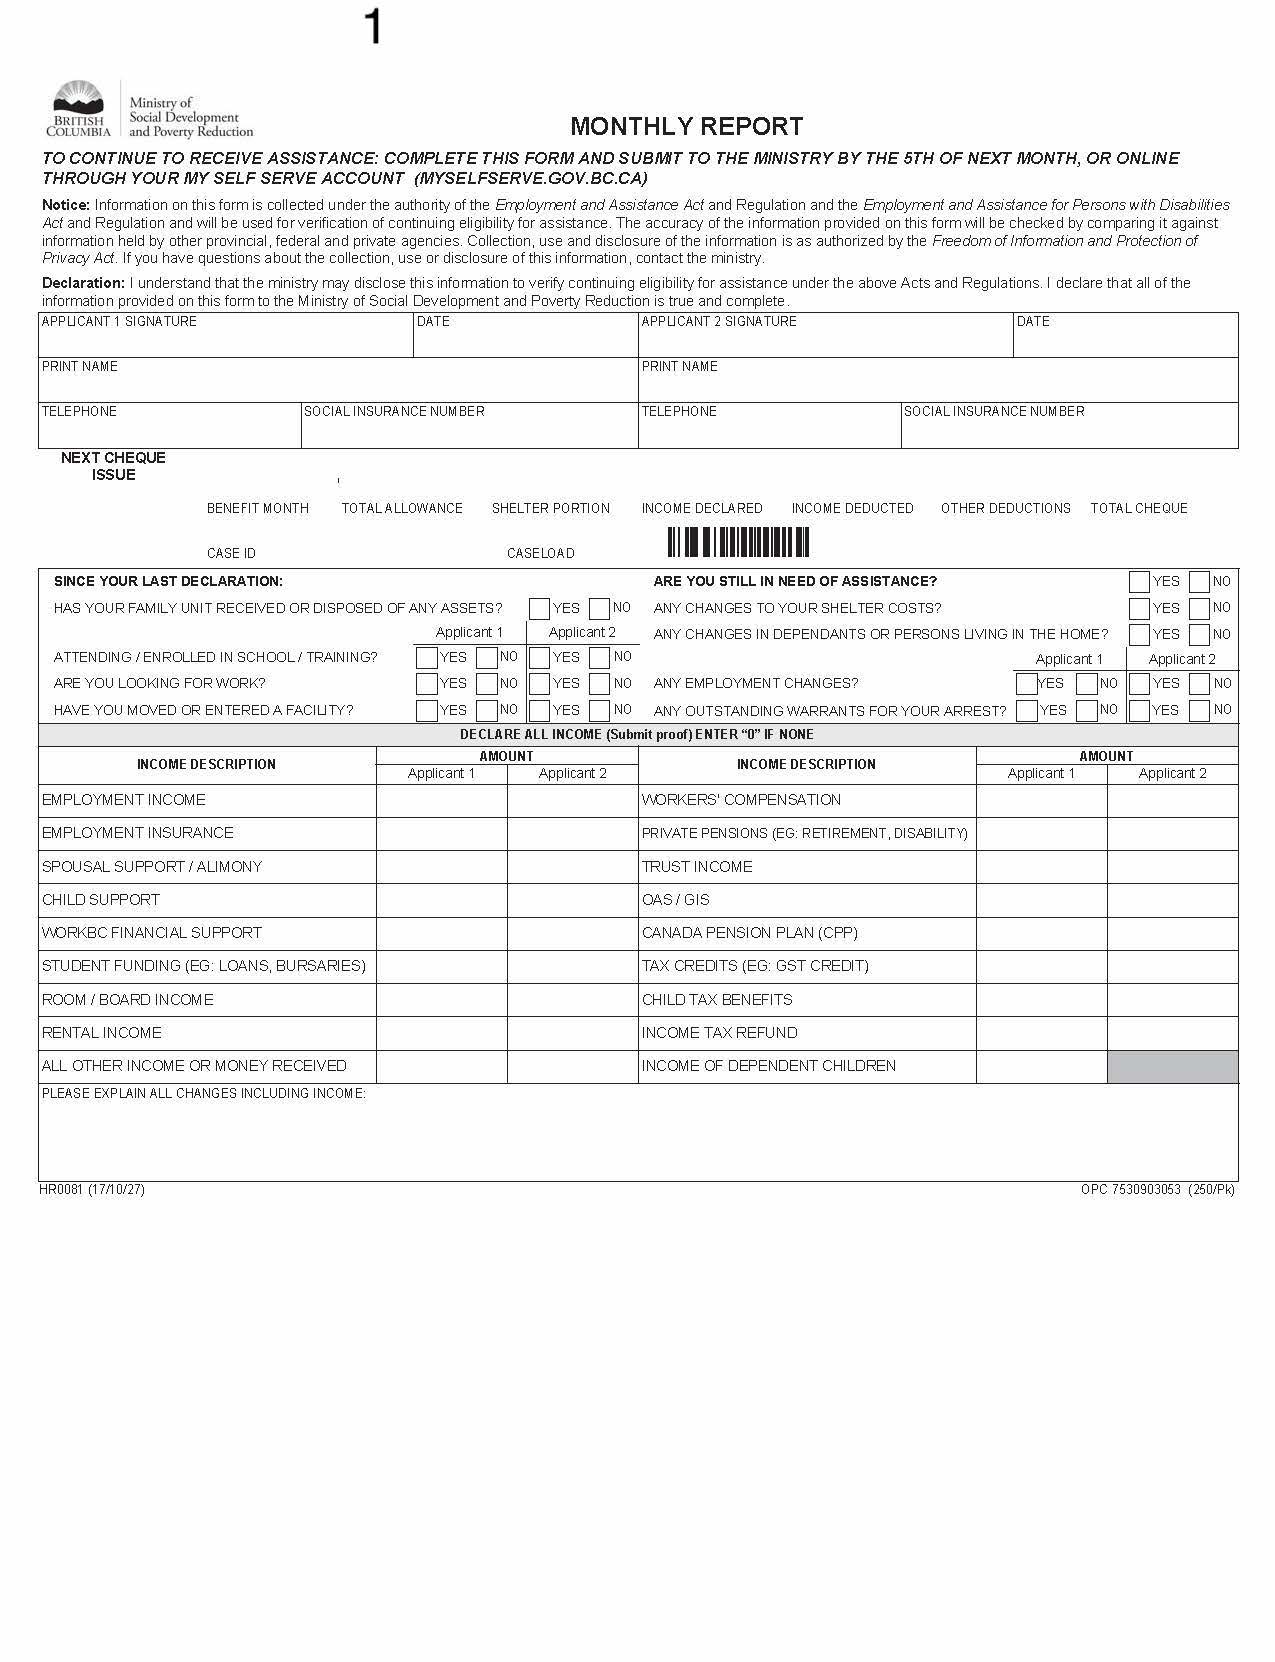 1
BRITISH
COLUMBIA
Ministry of
Social Development
and Poverty Reduction
MONTHLY REPORT
TO CONTINUE TO RECEIVE ASSISTANCE: COMPLETE THIS FORM AND SUBMIT TO THE MINISTRY BY THE 5TH OF NEXT MONTH, OR ONLINE
THROUGH YOUR MY SELF SERVE ACCOUNT (MYSELFSERVE.GOV.BC.CA)
Notice: Information on this form is collected under the authority of the Employment and Assistance Act and Regulation and the Employment and Assistance for Persons with Disabilities
Act and Regulation and will be used for verification of continuing eligibility for assistance. The accuracy of the information provided on this form will be checked by comparing it against
information held by other provincial, federal and private agencies. Collection, use and disclosure of the information is as authorized by the Freedom of Information and Protection of
Privacy Act. If you have questions about the collection, use or disclosure of this information, contact the ministry.
Declaration: I understand that the ministry may disclose this information to verify continuing eligibility for assistance under the above Acts and Regulations. I declare that all of the
information provided on this form to the Ministry of Social Development and Poverty Reduction is true and complete.
APPLICANT 1 SIGNATURE DATE APPLICANT 2 SIGNATURE DATE
PRINT NAME PRINT NAME
TELEPHONE SOCIAL INSURANCE NUMBER TELEPHONE SOCIAL INSURANCE NUMBER
NEXT CHEQUE
ISSUE
BENEFIT MONTH TOTAL ALLOWANCE SHELTER PORTION INCOME DECLARED INCOME DEDUCTED OTHER DEDUCTIONS TOTAL CHEQUE
CASE ID CASELOAD
SINCE YOUR LAST DECLARATION: ARE YOU STILL IN NEED OF ASSISTANCE? YES NO
HAS YOUR FAMILY UNIT RECEIVED OR DISPOSED OF ANY ASSETS? YES NO ANY CHANGES TO YOUR SHELTER COSTS? YES NO
Applicant 1 Applicant 2 ANY CHANGES IN DEPENDANTS OR PERSONS LIVING IN THE HOME? YES NO
ATTENDING / ENROLLED IN SCHOOL / TRAINING? YES NO YES NO Applicant 1 Applicant 2
ARE YOU LOOKING FOR WORK? YES NO YES NO ANY EMPLOYMENT CHANGES? YES NO YES NO
HAVE YOU MOVED OR ENTERED A FACILITY? YES NO YES NO ANY OUTSTANDING WARRANTS FOR YOUR ARREST? YES NO YES NO
DECLARE ALL INCOME (Submit proof) ENTER “0” IF NONE
INCOME DESCRIPTION AMOUNT INCOME DESCRIPTION AMOUNT
Applicant 1 Applicant 2 Applicant 1 Applicant 2
EMPLOYMENT INCOME WORKERS' COMPENSATION
EMPLOYMENT INSURANCE PRIVATE PENSIONS (EG: RETIREMENT, DISABILITY)
SPOUSAL SUPPORT / ALIMONY TRUST INCOME
CHILD SUPPORT OAS / GIS
WORKBC FINANCIAL SUPPORT CANADA PENSION PLAN (CPP)
STUDENT FUNDING (EG: LOANS, BURSARIES) TAX CREDITS (EG: GST CREDIT)
ROOM / BOARD INCOME CHILD TAX BENEFITS
RENTAL INCOME INCOME TAX REFUND
ALL OTHER INCOME OR MONEY RECEIVED INCOME OF DEPENDENT CHILDREN
PLEASE EXPLAIN ALL CHANGES INCLUDING INCOME:
HR0081 (17/10/27) OPC 7530903053 (250/Pk)